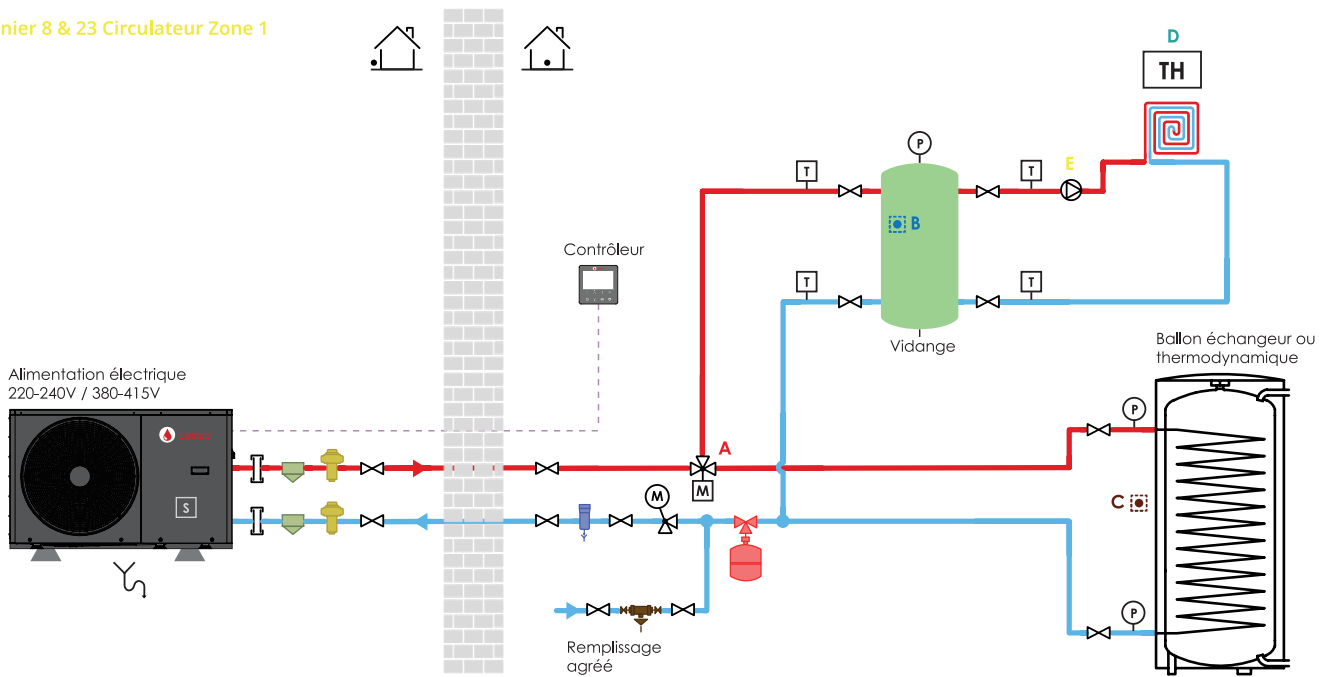 nier 8 & 23 Circulateur Zone 1
D
TH
P
T
T
E
B
Contrôleur
T
T
Vidange
Ballon échangeur ou
thermodynamique
Alimentation électrique
220-240V / 380-415V
P
A
M
M
S
C
P
Remplissage
agréé